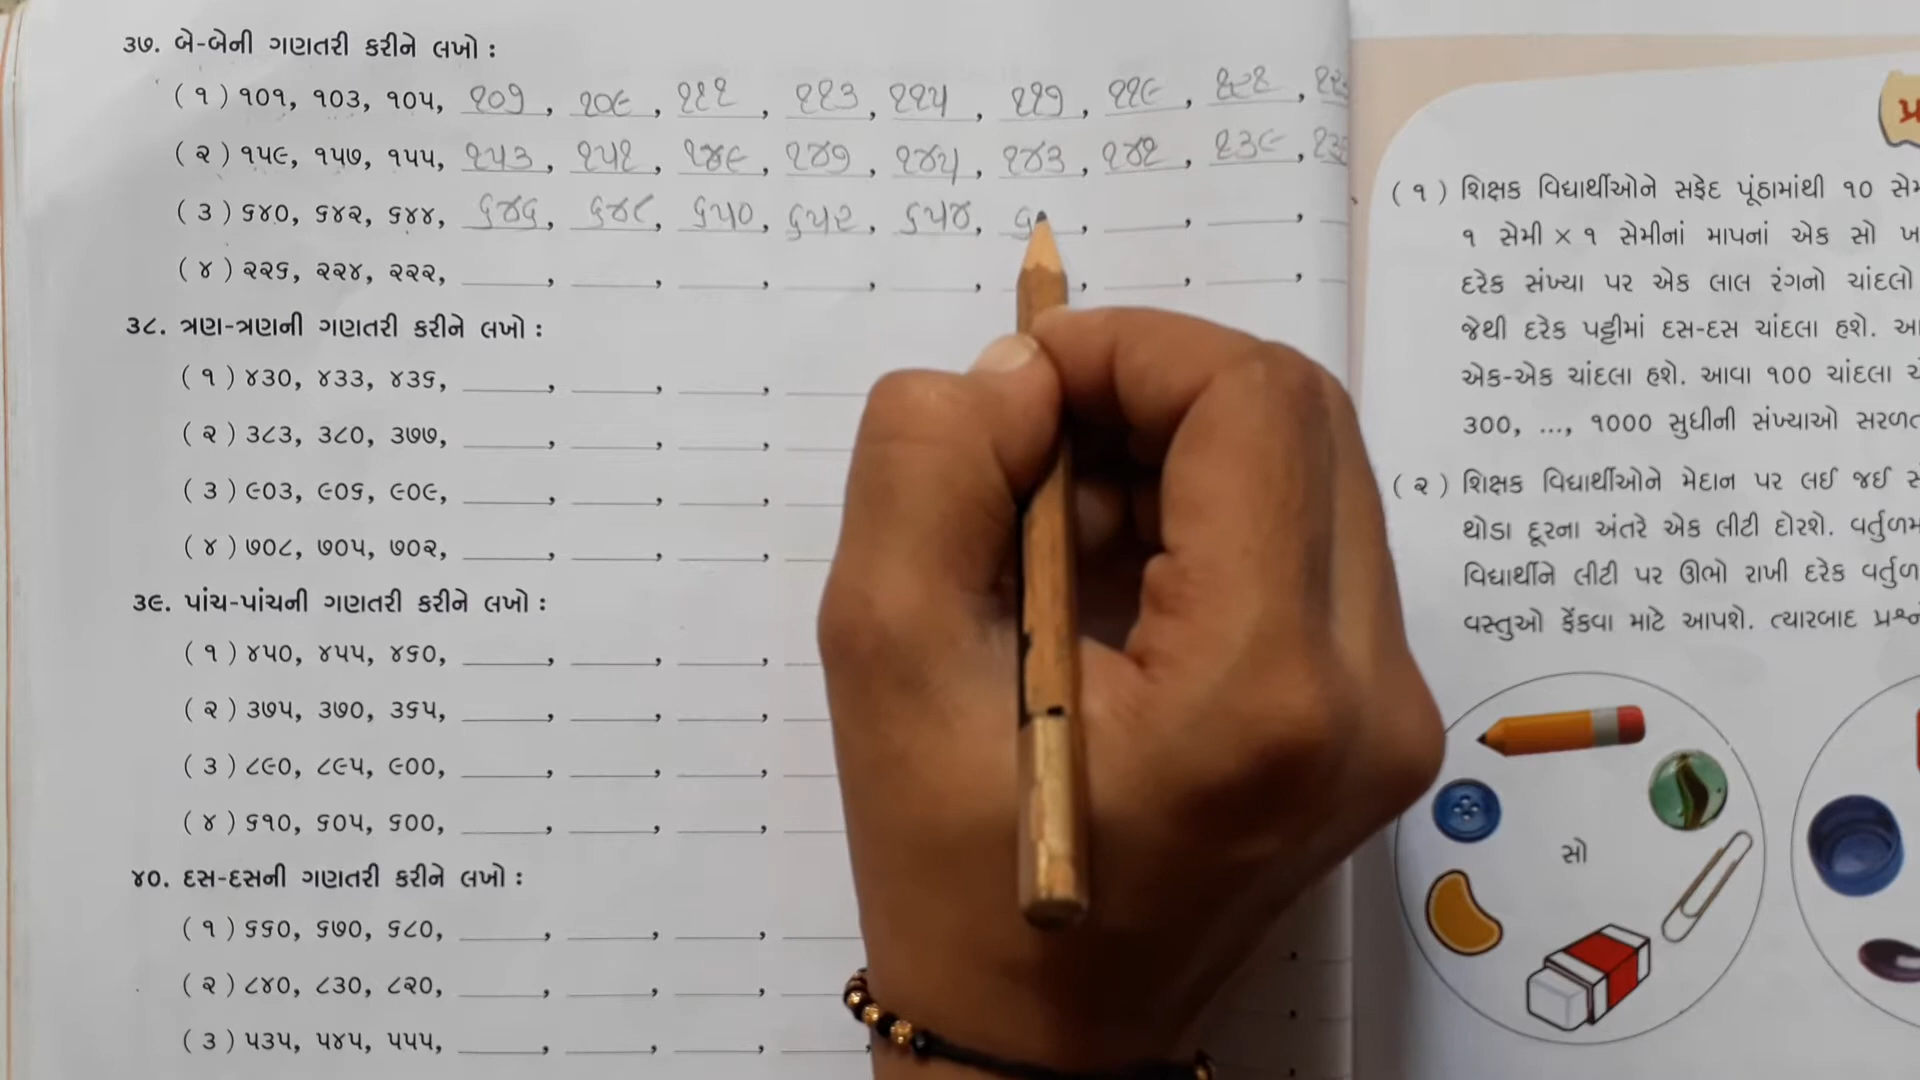 ૩૭. બે-બેની ગણતરી કરીને લખો :
(૧) ૧૦૧, ૧૦૩, ૧૦૫, ૧૦૭, ૧૦૯, ૧૧૧, ૧૧૩, ૧૧૫, ૧૧૭, ૧૧૯, ૧૨૧,
(૨) ૧૫૯, ૧૫૭, ૧૫૫, ૧૫૩, ૧૫૧, ૧૪૯, ૧૪૭, ૧૪૫, ૧૪૩, ૧૪૧, ૧૩૯,
(૩) ૬૪૦, ૬૪૨, ૬૪૪, ૬૪૬, ૬૪૮, ૬૫૦, ૬૫૨, ૬૫૪, ૬
(૪) ૨૨૬, ૨૨૪, ૨૨૨,
૩૮. ત્રણ-ત્રણની ગણતરી કરીને લખો :
(૧) ૪૩૦, ૪૩૩, ૪૩૬,
(૨) ૩૮૩, ૩૮૦, ૩૭૭,
(૩) ૯૦૩, ૯૦૬, ૯૦૯,
(૪) ૭૦૮, ૭૦૫, ૭૦૨,
૩૯. પાંચ-પાંચની ગણતરી કરીને લખો :
(૧) ૪૫૦, ૪૫૫, ૪૬૦,
(૨) ૩૭૫, ૩૭૦, ૩૬૫,
(૩) ૮૯૦, ૮૯૫, ૯૦૦,
(૪) ૬૧૦, ૬૦૫, ૬૦૦,
૪૦. દસ-દસની ગણતરી કરીને લખો :
(૧) ૬૬૦, ૬૭૦, ૬૮૦,
(૨) ૮૪૦, ૮૩૦, ૮૨૦,
(૩) ૫૩૫, ૫૪૫, ૫૫૫,
(૧) શિક્ષક વિદ્યાર્થીઓને સફેદ પૂંઠામાંથી ૧૦
૧ સેમી × ૧ સેમીનાં માપનાં એક સો
દરેક સંખ્યા પર એક લાલ રંગનો ચાંદલો
જેથી દરેક પટ્ટીમાં દસ-દસ ચાંદલા હશે.
એક-એક ચાંદલા હશે. આવા ૧૦૦ ચાંદલા
૩૦૦, ..., ૧૦૦૦ સુધીની સંખ્યાઓ
(૨) શિક્ષક વિદ્યાર્થીઓને મેદાન પર લઈ જઈ
થોડા દૂરના અંતરે એક લીટી દોરશે.
વિદ્યાર્થીને લીટી પર ઊભો રાખી દરેક
વસ્તુઓ ફેંકવા માટે આપશે. ત્યારબાદ
સો